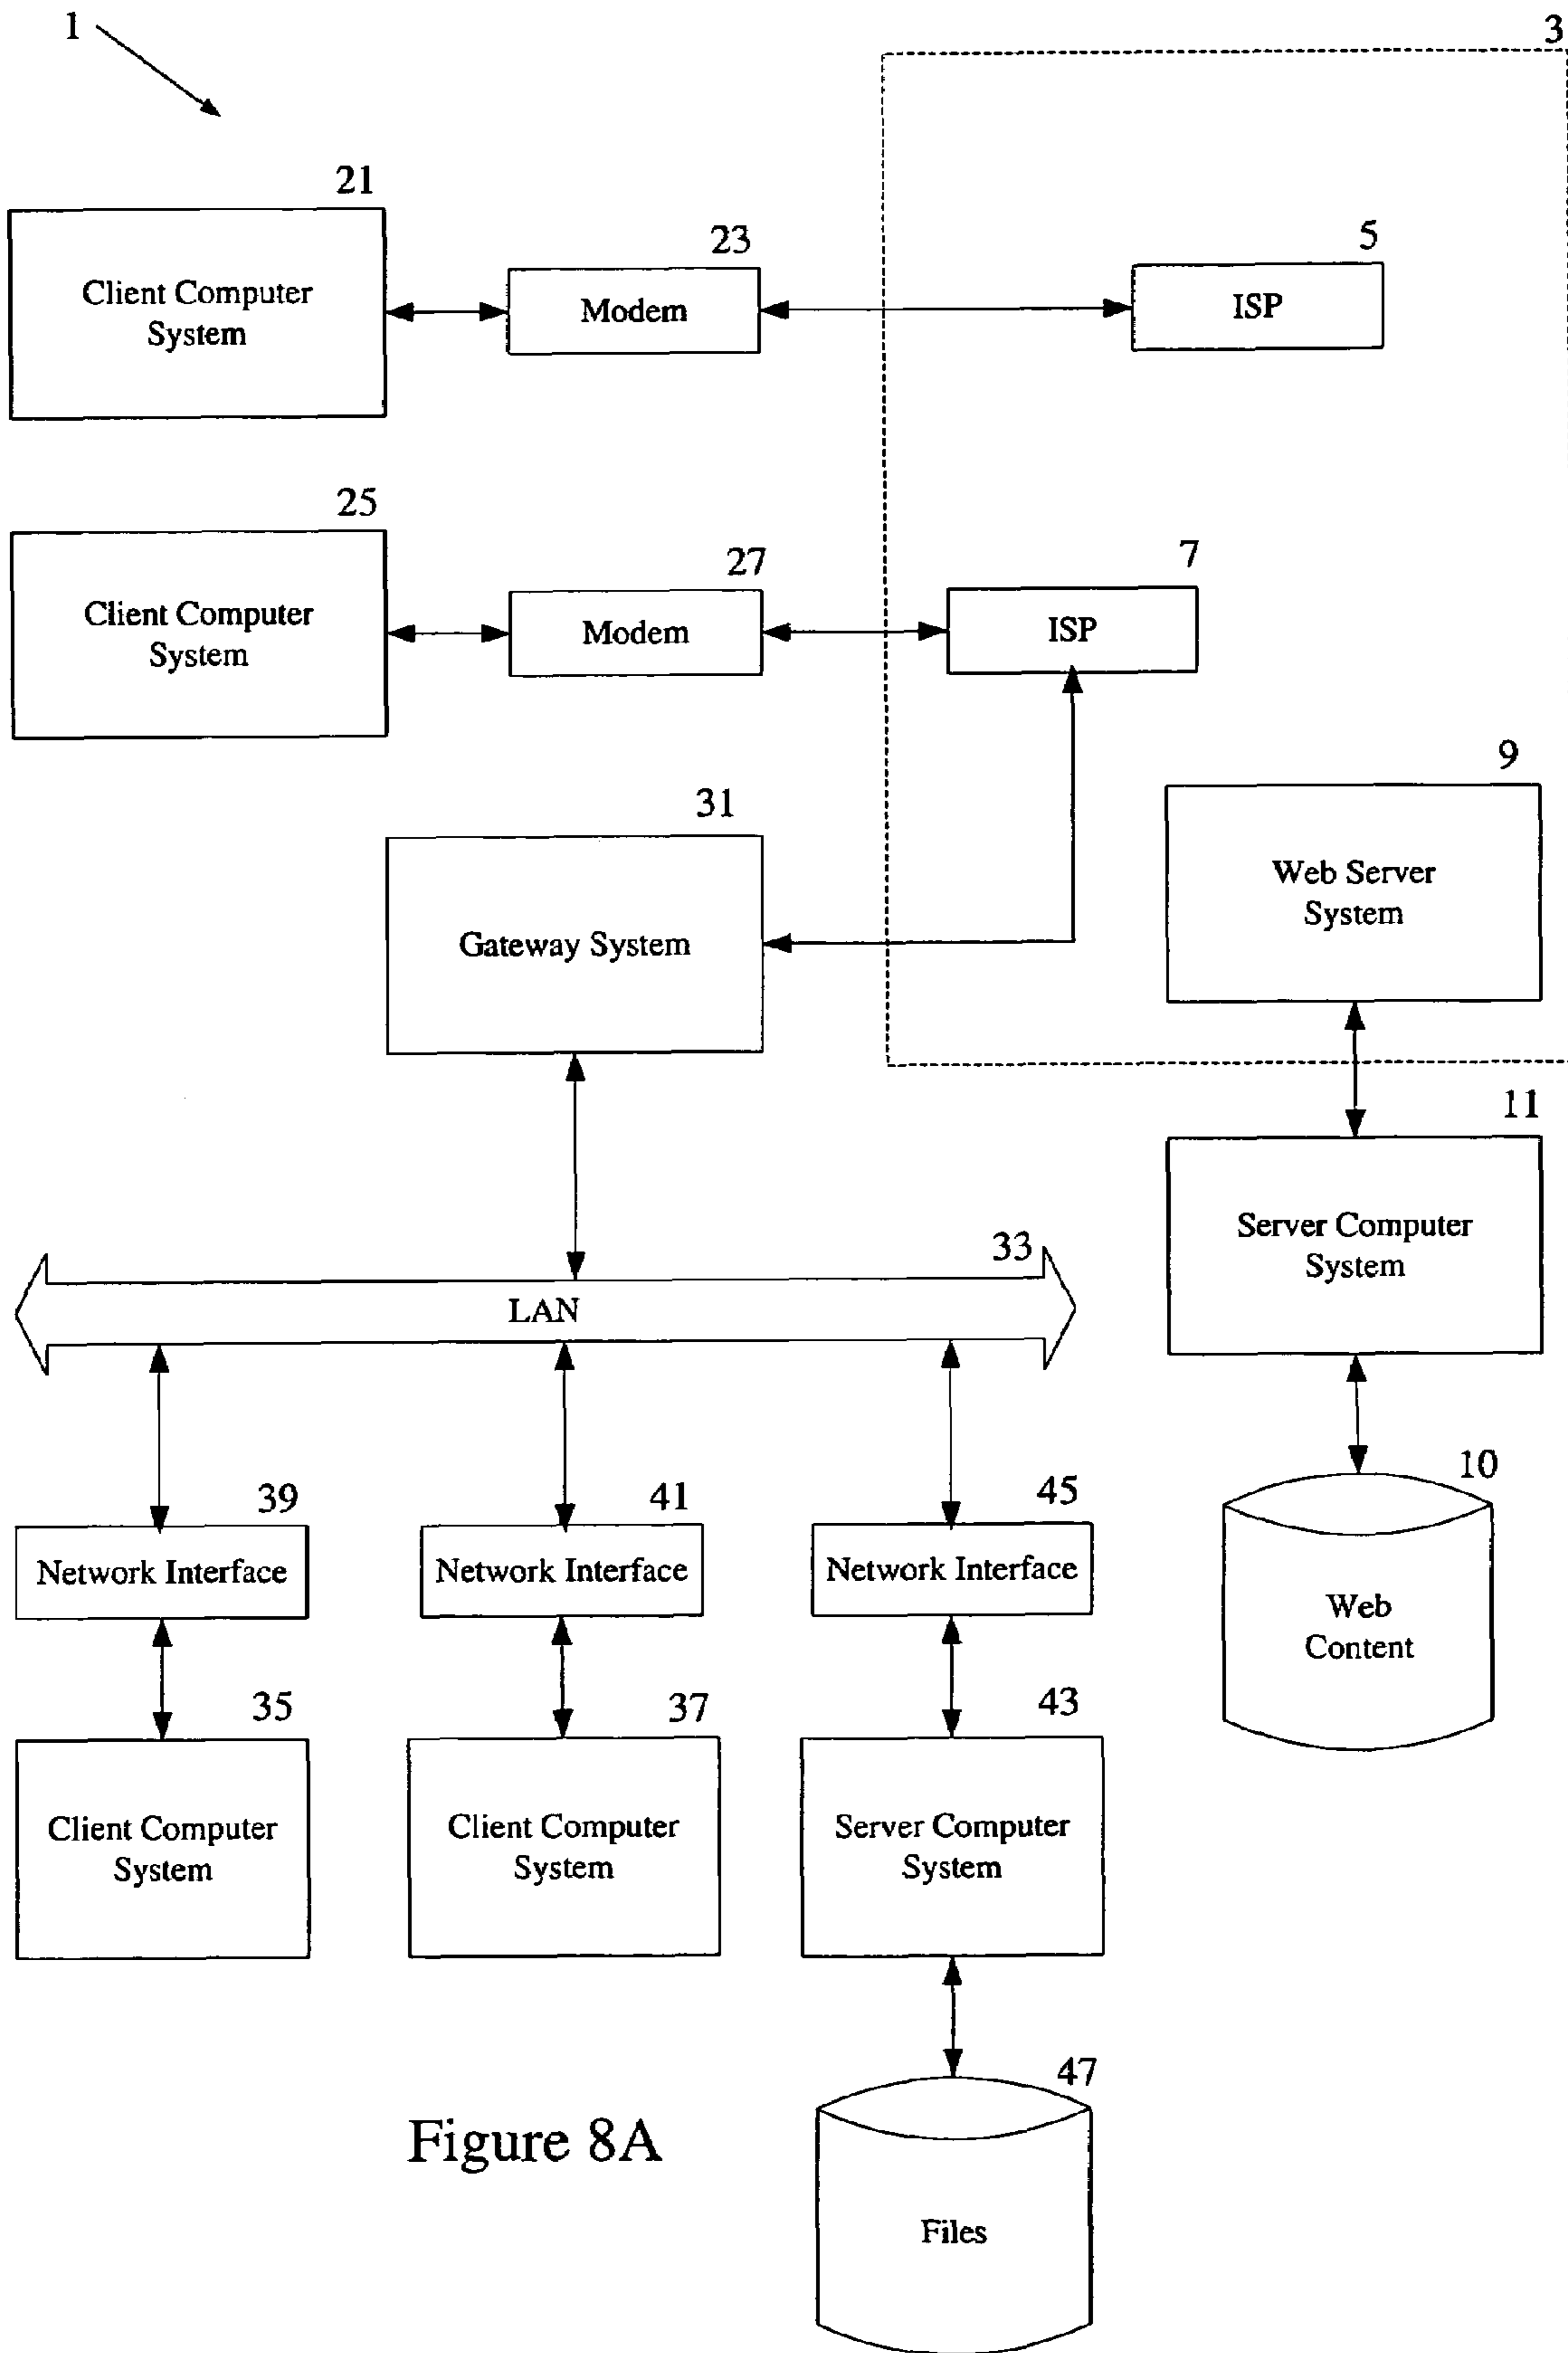 1
3
21
Client Computer
System
23
Modem
5
ISP
25
Client Computer
System
27
Modem
7
ISP
31
Gateway System
9
Web Server
System
11
Server Computer
System
33
LAN
10
Web
Content
39
Network Interface
41
Network Interface
45
Network Interface
35
Client Computer
System
37
Client Computer
System
43
Server Computer
System
47
Files
Figure 8A